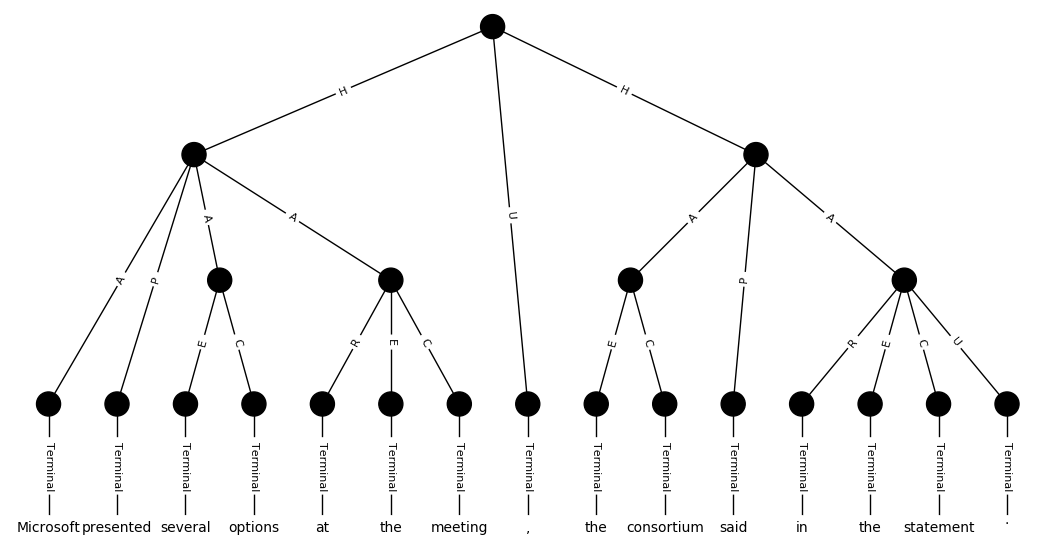 H U H
A P A A A P A
E C R E C E C R E C U
Terminal Terminal Terminal Terminal Terminal Terminal Terminal Terminal Terminal Terminal Terminal Terminal Terminal Terminal Terminal
Microsoft presented several options at the meeting , the consortium said in the statement .